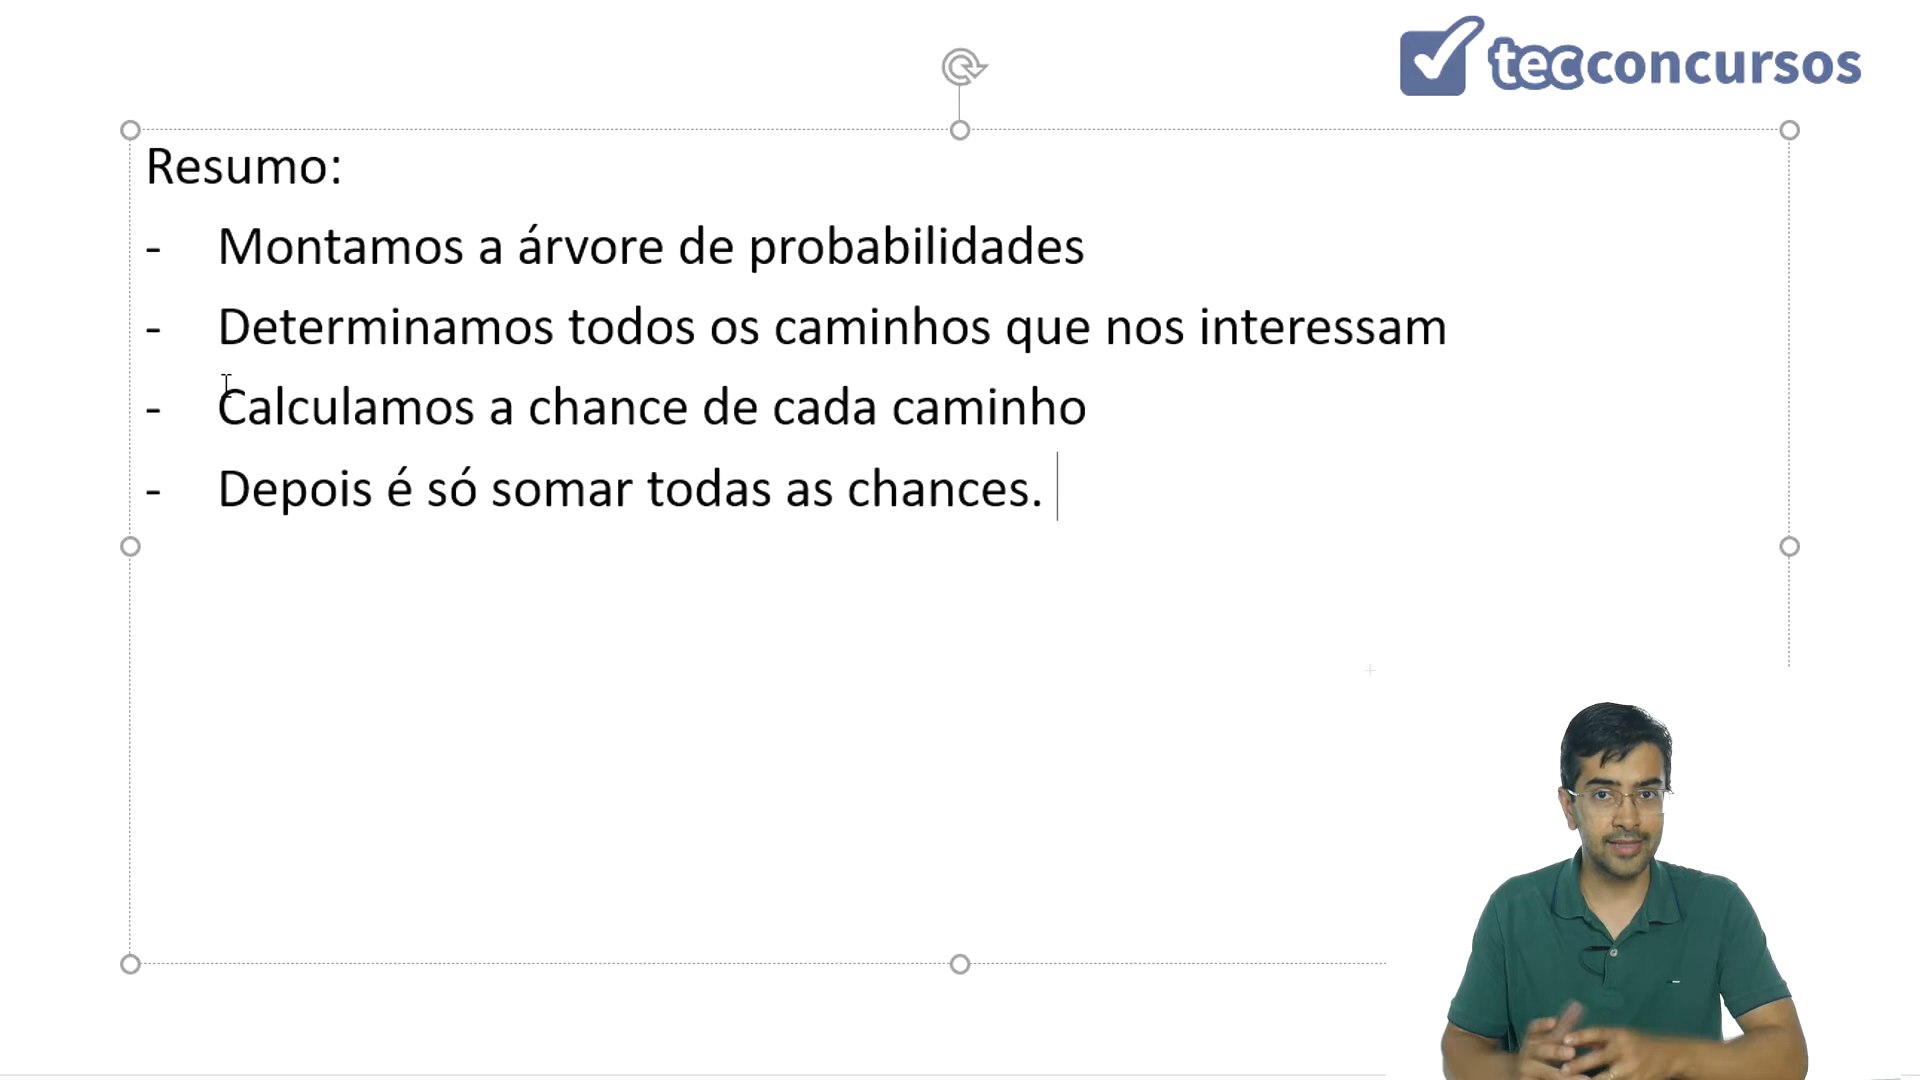 tecconcursos
Resumo:
- Montamos a árvore de probabilidades
- Determinamos todos os caminhos que nos interessam
- Calculamos a chance de cada caminho
- Depois é só somar todas as chances.